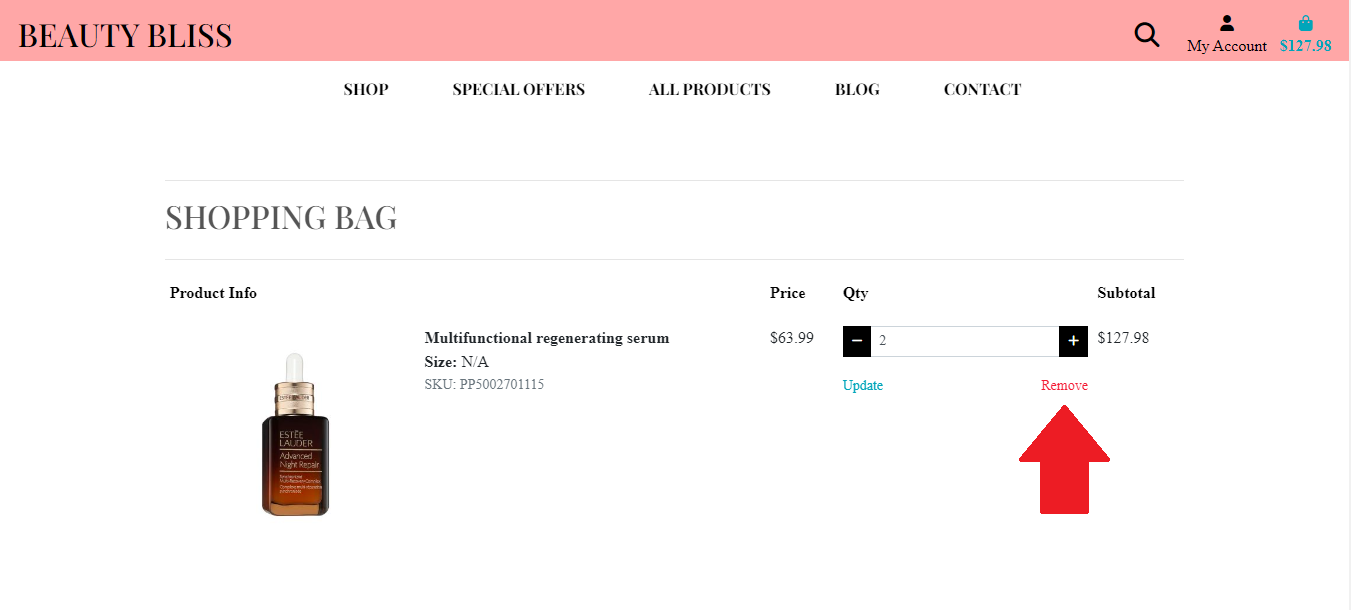 BEAUTY BLISS
My Account
$127.98
SHOP SPECIAL OFFERS ALL PRODUCTS BLOG CONTACT
SHOPPING BAG
Product Info Price Qty Subtotal
Multifunctional regenerating serum $63.99 2 $127.98
Size: N/A
SKU: PP5002701115
Update Remove
ESTĒE
LAUDER
Advanced
Night Repair